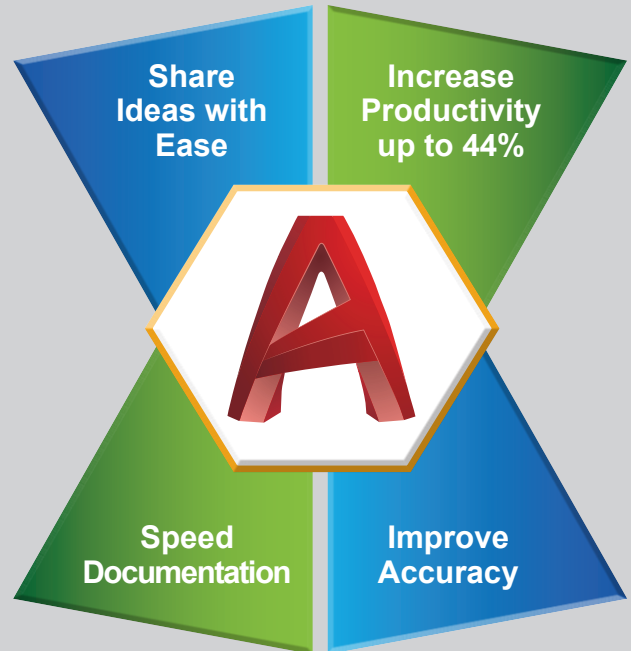 Share
Ideas with
Ease
Increase
Productivity
up to 44%
A
Speed
Documentation
Improve
Accuracy